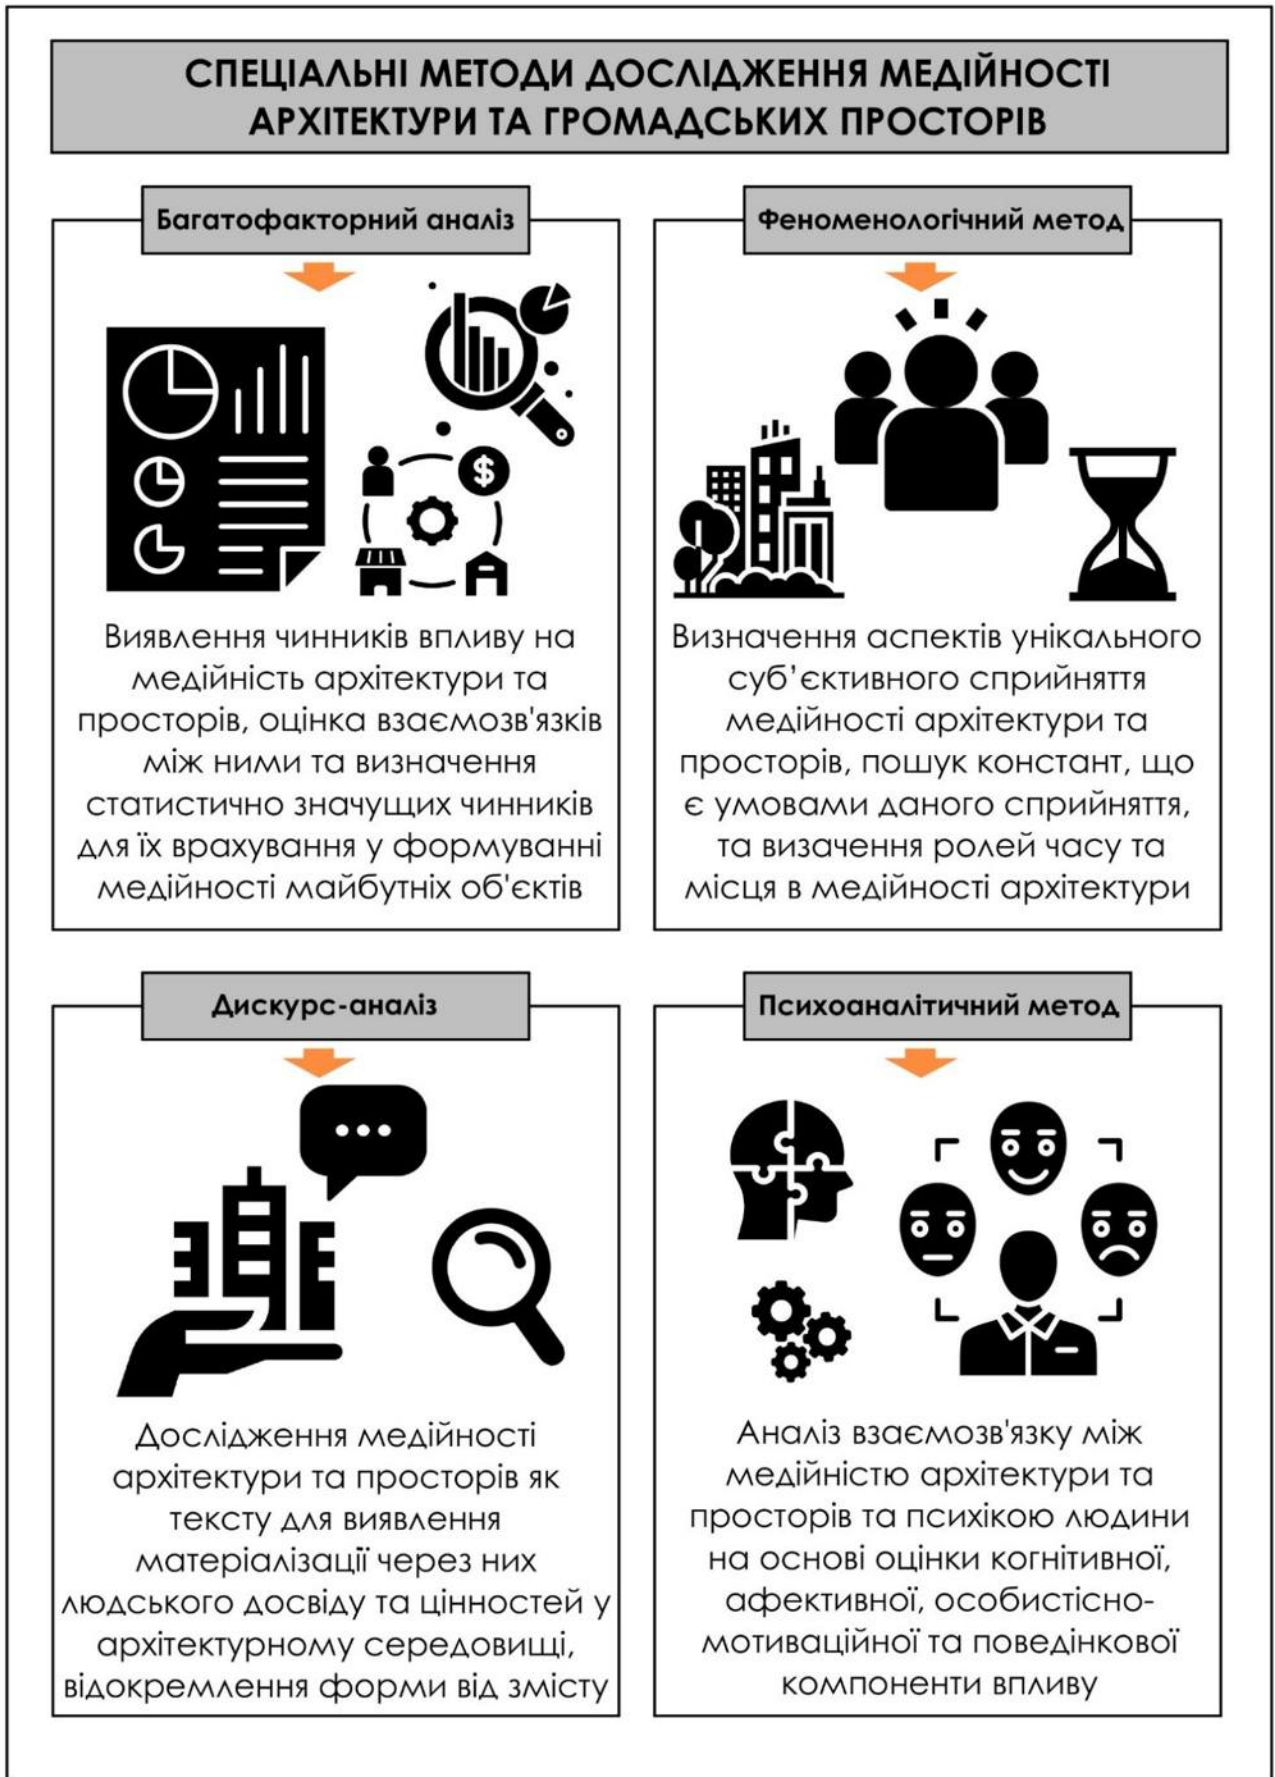 СПЕЦІАЛЬНІ МЕТОДИ ДОСЛІДЖЕННЯ МЕДІЙНОСТІ
АРХІТЕКТУРИ ТА ГРОМАДСЬКИХ ПРОСТОРІВ
Багатофакторний аналіз
$
Виявлення чинників впливу на
медійність архітектури та
просторів, оцінка взаємозв'язків
між ними та визначення
статистично значущих чинників
для їх врахування у формуванні
медійності майбутніх об'єктів
Феноменологічний метод
Визначення аспектів унікального
суб’єктивного сприйняття
медійності архітектури та
просторів, пошук констант, що
є умовами даного сприйняття,
та визачення ролей часу та
місця в медійності архітектури
Дискурс-аналіз
Дослідження медійності
архітектури та просторів як
тексту для виявлення
матеріалізації через них
людського досвіду та цінностей у
архітектурному середовищі,
відокремлення форми від змісту
Психоаналітичний метод
Аналіз взаємозв'язку між
медійністю архітектури та
просторів та психікою людини
на основі оцінки когнітивної,
афективної, особистісно-
мотиваційної та поведінкової
компоненти впливу